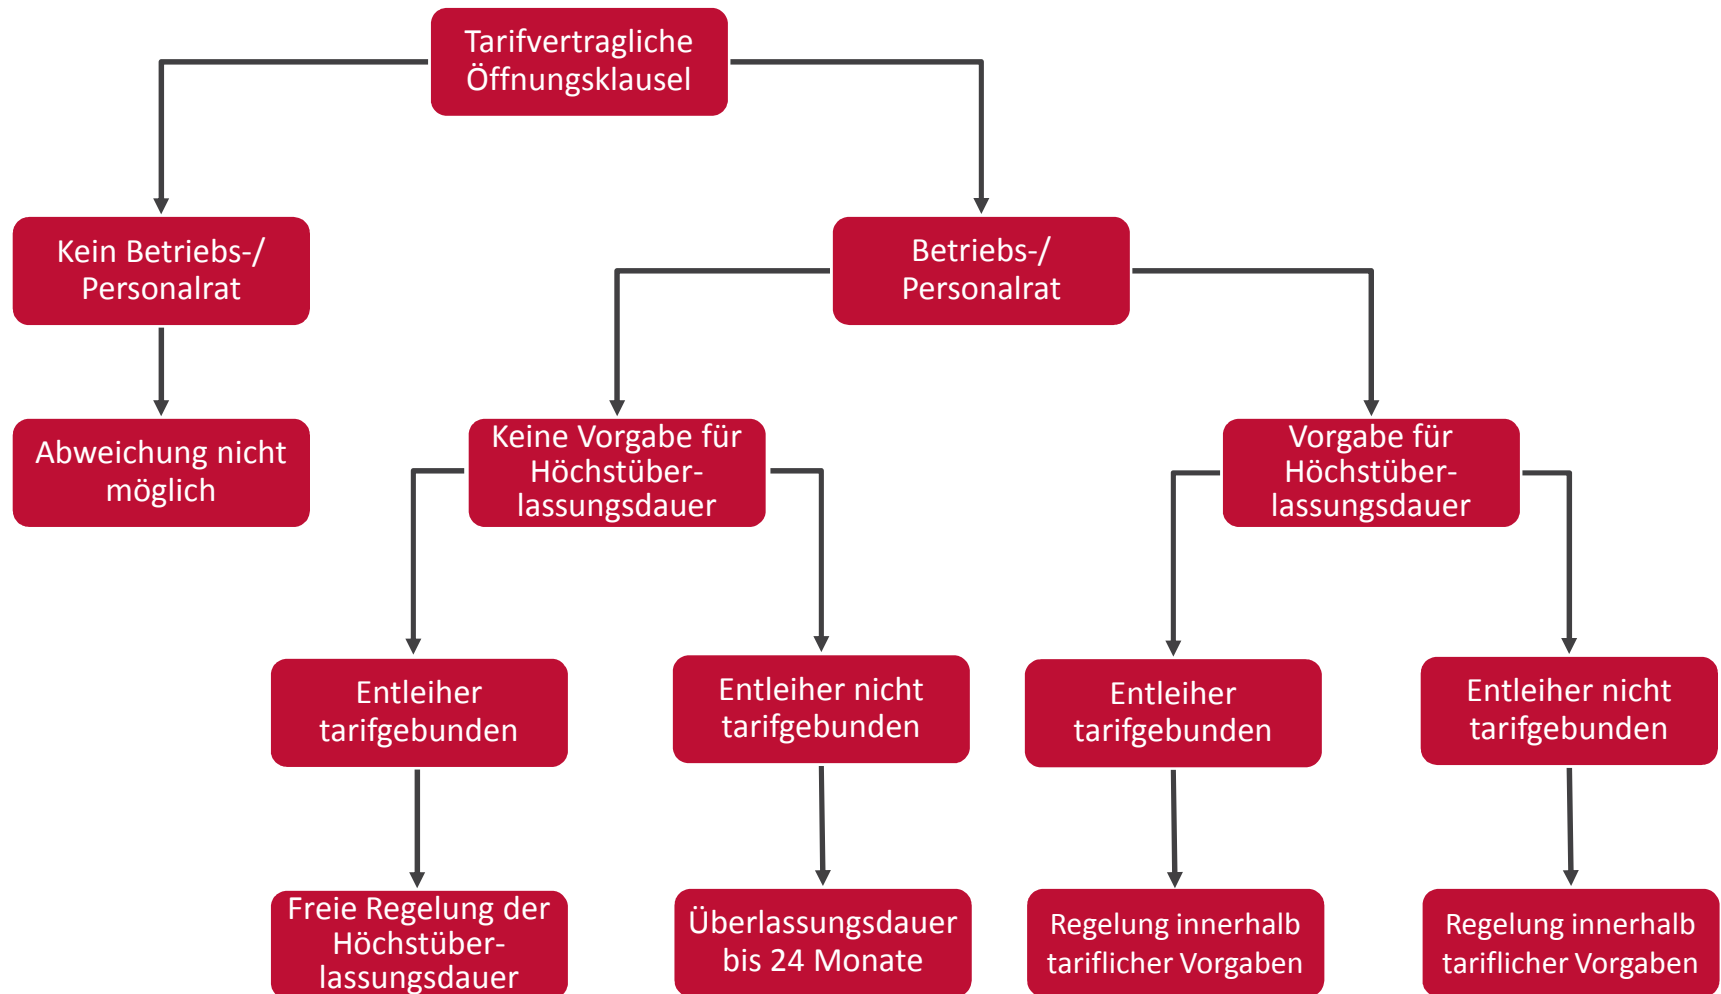 Tarifvertragliche
Öffnungsklausel
Kein Betriebs-/
Personalrat
Betriebs-/
Personalrat
Abweichung nicht
möglich
Keine Vorgabe für
Höchstüber-
lassungsdauer
Vorgabe für
Höchstüber-
lassungsdauer
Entleiher
tarifgebunden
Entleiher nicht
tarifgebunden
Entleiher
tarifgebunden
Entleiher nicht
tarifgebunden
Freie Regelung der
Höchstüber-
lassungsdauer
Überlassungsdauer
bis 24 Monate
Regelung innerhalb
tariflicher Vorgaben
Regelung innerhalb
tariflicher Vorgaben